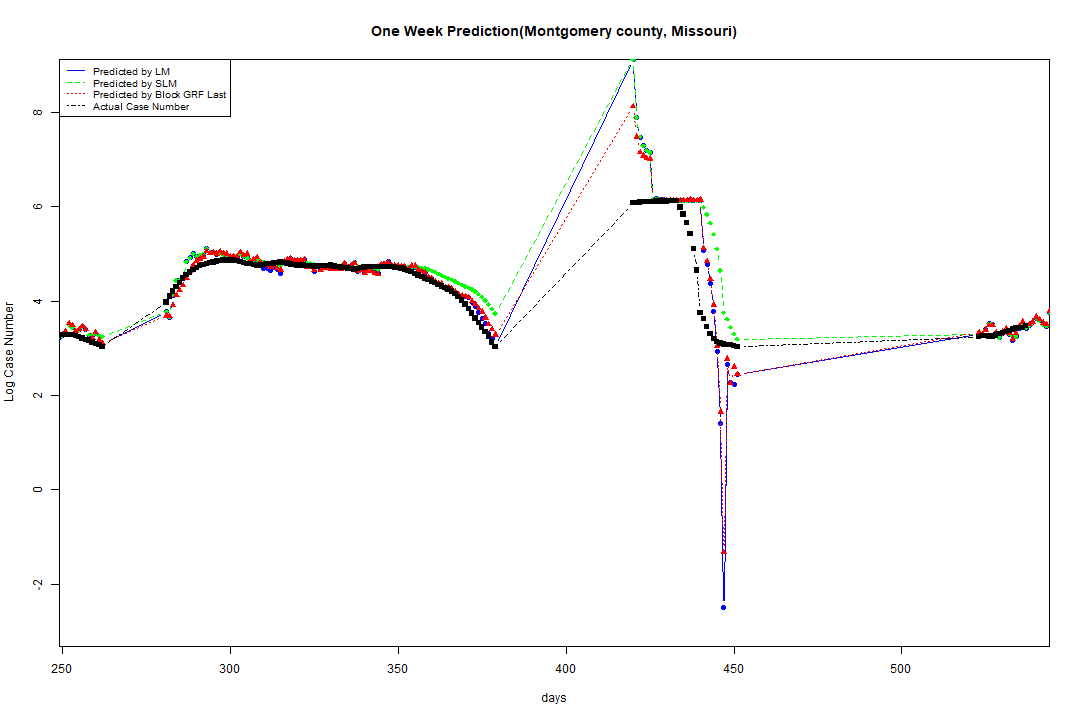 One Week Prediction(Montgomery county, Missouri)
Predicted by LM
Predicted by SLM
Predicted by Block GRF Last
Actual Case Number
Log Case Number
8
6
4
2
0
-2
250 300 350 400 450 500
days